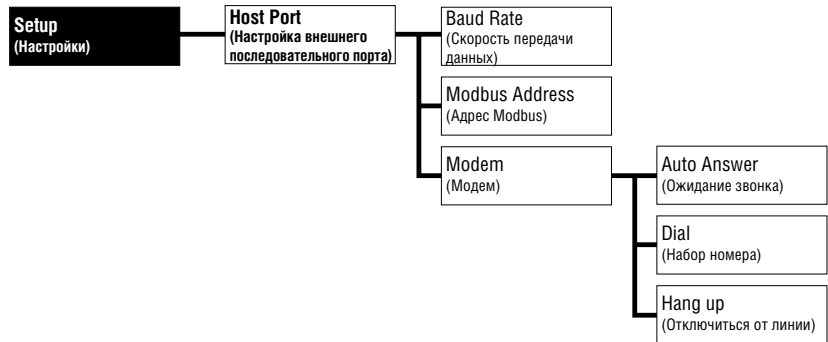 Setup
(Настройки)
Host Port
(Настройка внешнего
последовательного порта)
Baud Rate
(Скорость передачи
данных)
Modbus Address
(Адрес Modbus)
Modem
(Модем)
Auto Answer
(Ожидание звонка)
Dial
(Набор номера)
Hang up
(Отключиться от линии)